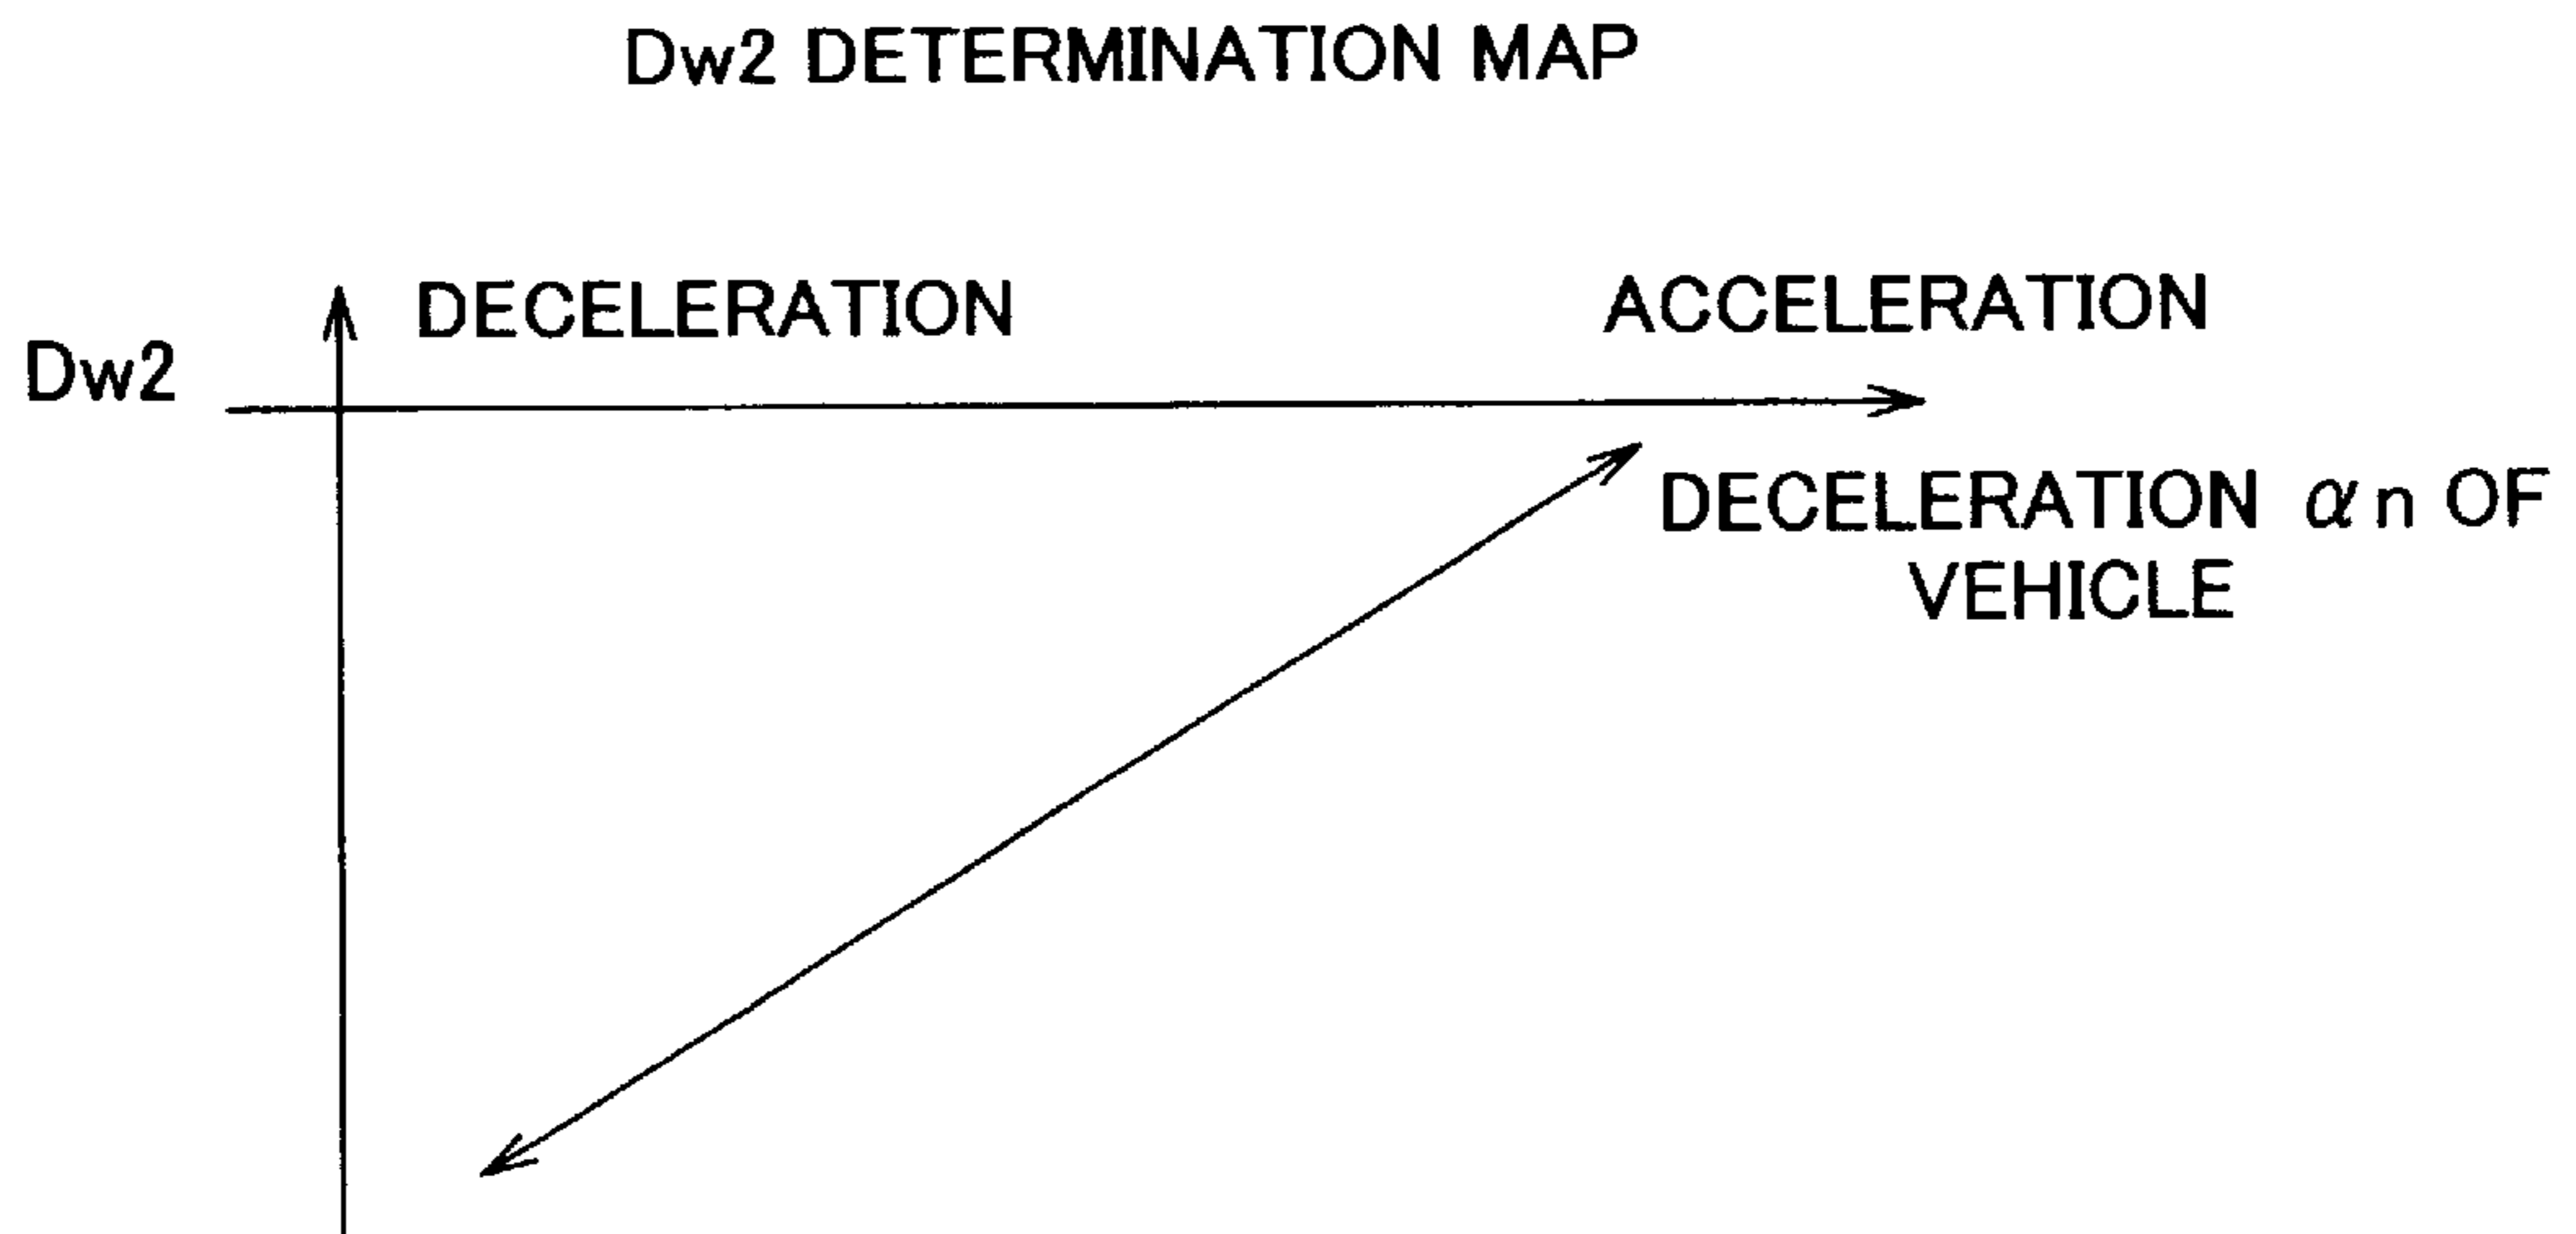 Dw2 DETERMINATION MAP
DECELERATION
ACCELERATION
Dw2
DECELERATION αn OF
VEHICLE